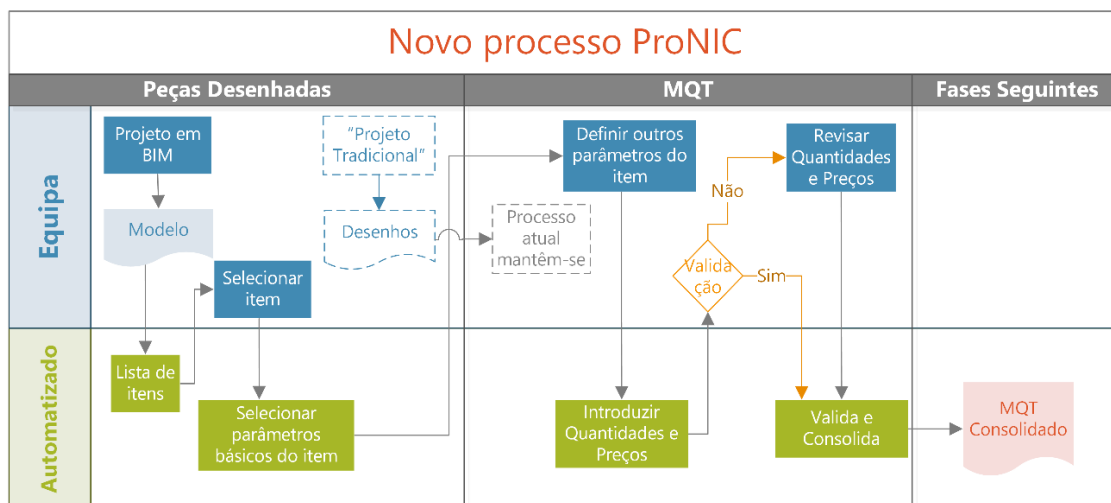 Novo processo ProNIC
Peças Desenhadas
MQT
Fases Seguintes
Equipa
Projeto em
BIM
Modelo
"Projeto
Tradicional"
Desenhos
Processo
atual
mantêm-se
Selecionar
item
Definir outros
parâmetros do
item
Não
Revisar
Quantidades
e Preços
Valida
ção
Sim
Automatizado
Lista de
itens
Selecionar
parâmetros
básicos do item
Introduzir
Quantidades e
Preços
Valida e
Consolida
MQT
Consolidado